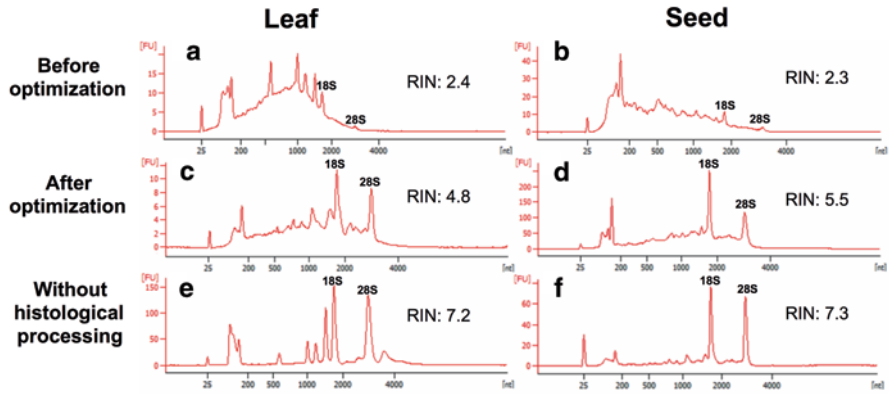 Leaf Seed
Before optimization
a
[FU]
15
10
5
0
18S
28S
RIN: 2.4
25 200 1000 2000 4000 [nt]
b
[FU]
40
30
20
10
0
18S
28S
RIN: 2.3
25 200 500 1000 2000 4000 [nt]
After optimization
c
[FU]
10
8
6
4
2
0
18S
28S
RIN: 4.8
25 200 500 1000 2000 4000
d
[FU]
250
200
150
100
50
0
18S
28S
RIN: 5.5
25 200 500 1000 2000 4000 [nt]
Without histological processing
e
[FU]
150
100
50
0
18S
28S
RIN: 7.2
25 200 500 1000 2000 4000 [nt]
f
[FU]
60
40
20
0
18S
28S
RIN: 7.3
25 200 500 1000 2000 4000 [nt]